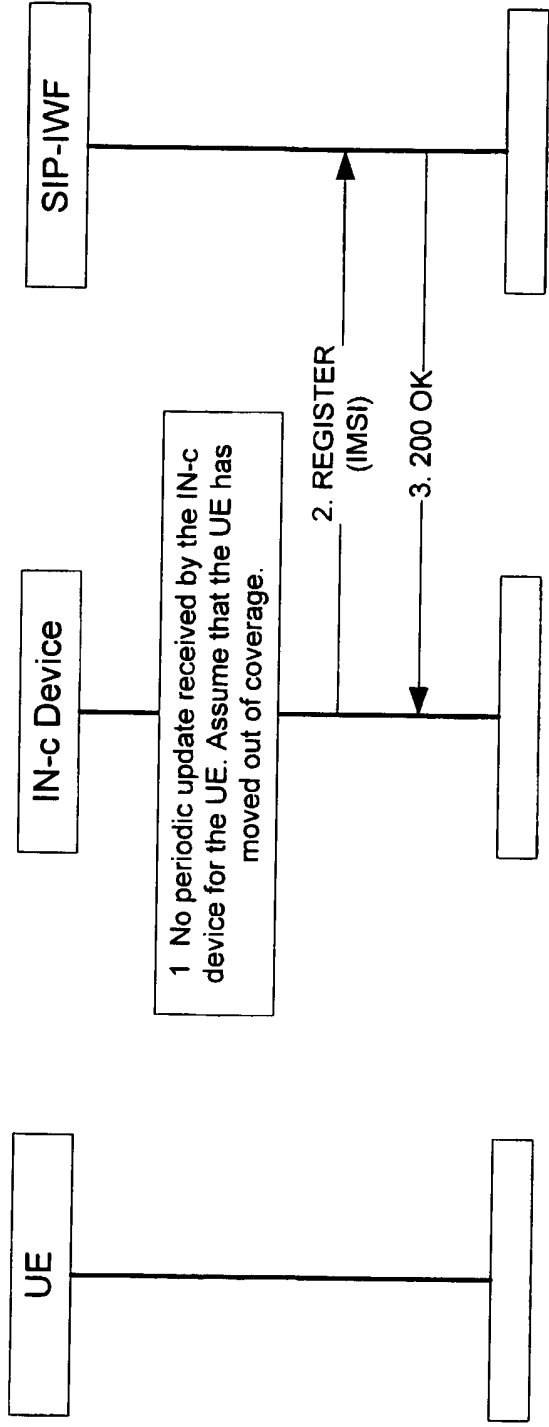 UE
IN-c Device
SIP-IWF
1 No periodic update received by the IN-c
device for the UE. Assume that the UE has
moved out of coverage.
2. REGISTER
(IMSI)
3. 200 OK